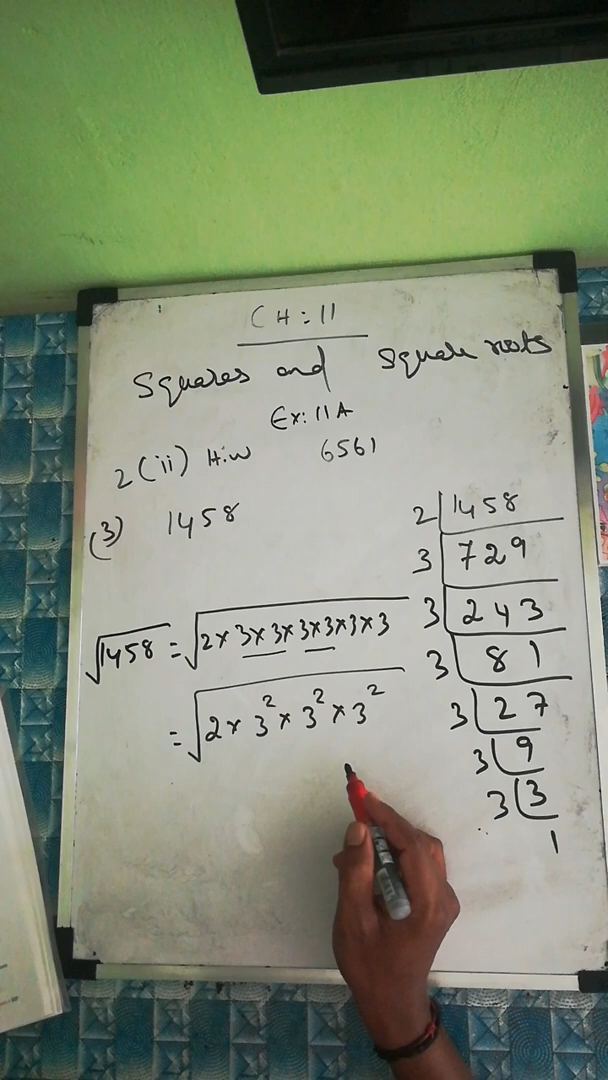 CH:11
Squares and Square roots
Ex:11A
2(ii) H.W 6561
(3) 1458
√1458 = √2×3×3×3×3×3×3
= √2×3²×3²×3²
2 1458
3 729
3 243
3 81
3 27
3 9
3 3
1